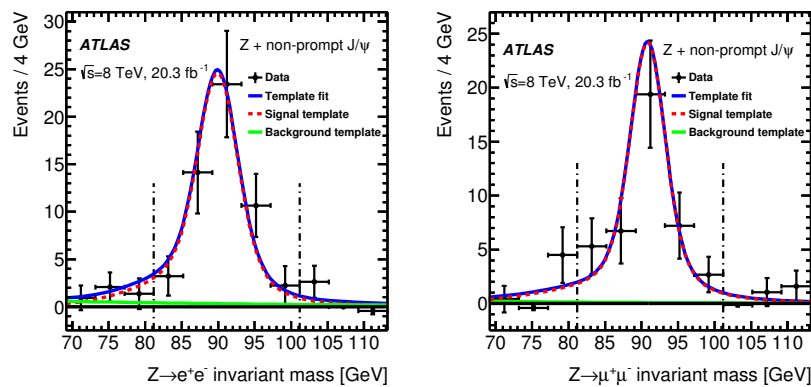 Events / 4 GeV
30
25
20
15
10
5
0
ATLAS
√s=8 TeV, 20.3 fb⁻¹
Z + non-prompt J/ψ
Data
Template fit
Signal template
Background template
70 75 80 85 90 95 100 105 110
Z→e⁺e⁻ invariant mass [GeV]
Events / 4 GeV
25
20
15
10
5
0
ATLAS
√s=8 TeV, 20.3 fb⁻¹
Z + non-prompt J/ψ
Data
Template fit
Signal template
Background template
70 75 80 85 90 95 100 105 110
Z→μ⁺μ⁻ invariant mass [GeV]